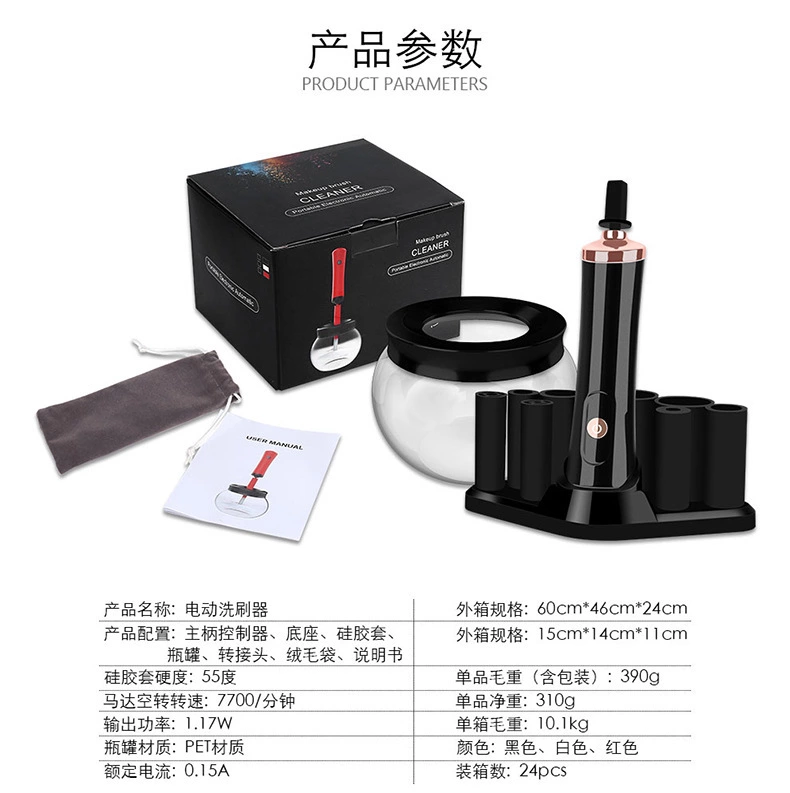 产品参数
PRODUCT PARAMETERS
Makeup brush
CLEANER
Portable Electronic Automatic
Makeup brush
CLEANER
Portable Electronic Automatic
Portable Electronic Automatic
USER MANUAL
产品名称: 电动洗刷器
外箱规格: 60cm*46cm*24cm
产品配置: 主柄控制器、底座、硅胶套、
瓶罐、转接头、绒毛袋、说明书
外箱规格: 15cm*14cm*11cm
硅胶套硬度: 55度
单品毛重（含包装）: 390g
马达空转转速: 7700/分钟
单品净重: 310g
输出功率: 1.17W
单箱毛重: 10.1kg
瓶罐材质: PET材质
颜色: 黑色、白色、红色
额定电流: 0.15A
装箱数: 24pcs